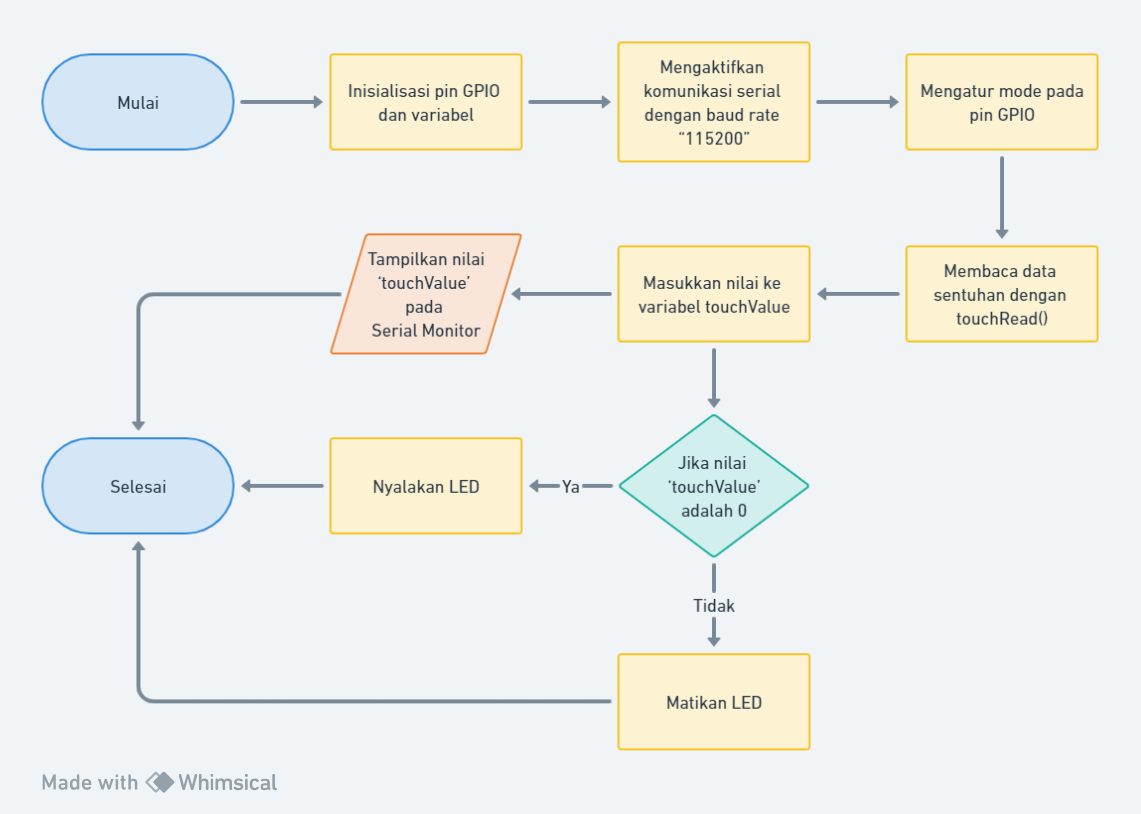 Mulai
Inisialisasi pin GPIO
dan variabel
Mengaktifkan
komunikasi serial
dengan baud rate
“115200”
Mengatur mode pada
pin GPIO
Membaca data
sentuhan dengan
touchRead()
Masukkan nilai ke
variabel touchValue
Tampilkan nilai
‘touchValue’
pada
Serial Monitor
Jika nilai
‘touchValue’
adalah 0
Ya
Nyalakan LED
Selesai
Tidak
Matikan LED
Made with Whimsical